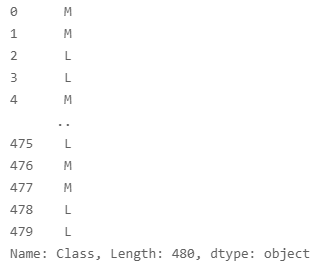 0      M
1      M
2      L
3      L
4      M
      ..
475    L
476    M
477    M
478    L
479    L
Name: Class, Length: 480, dtype: object